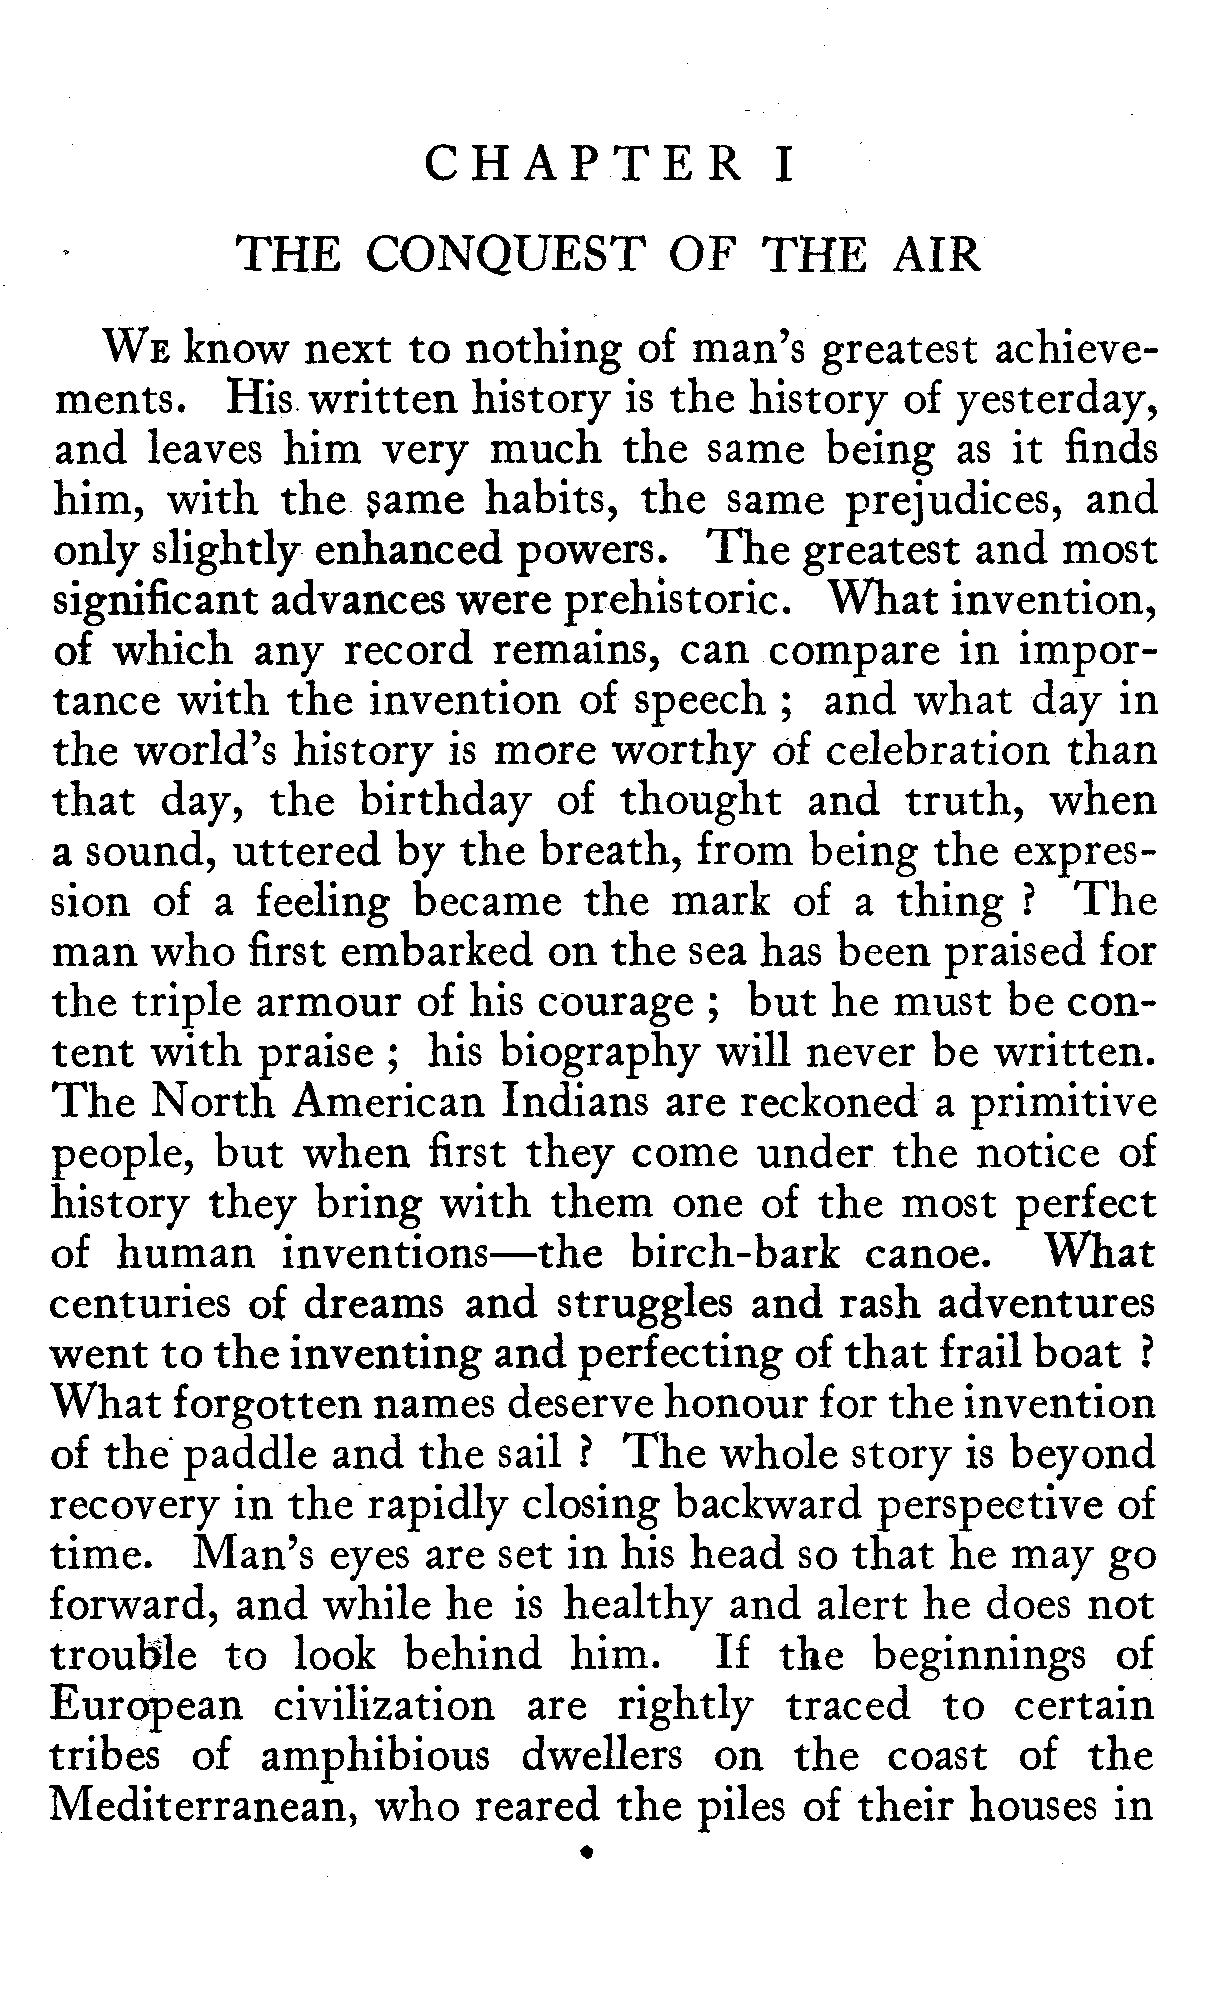 CHAPTER I
THE CONQUEST OF THE AIR
WE know next to nothing of man's greatest achieve-
ments. His written history is the history of yesterday,
and leaves him very much the same being as it finds
him, with the same habits, the same prejudices, and
only slightly enhanced powers. The greatest and most
significant advances were prehistoric. What invention,
of which any record remains, can compare in impor-
tance with the invention of speech ; and what day in
the world's history is more worthy of celebration than
that day, the birthday of thought and truth, when
a sound, uttered by the breath, from being the expres-
sion of a feeling became the mark of a thing ? The
man who first embarked on the sea has been praised for
the triple armour of his courage ; but he must be con-
tent with praise ; his biography will never be written.
The North American Indians are reckoned a primitive
people, but when first they come under the notice of
history they bring with them one of the most perfect
of human inventions—the birch-bark canoe. What
centuries of dreams and struggles and rash adventures
went to the inventing and perfecting of that frail boat ?
What forgotten names deserve honour for the invention
of the paddle and the sail ? The whole story is beyond
recovery in the rapidly closing backward perspective of
time. Man's eyes are set in his head so that he may go
forward, and while he is healthy and alert he does not
trouble to look behind him. If the beginnings of
European civilization are rightly traced to certain
tribes of amphibious dwellers on the coast of the
Mediterranean, who reared the piles of their houses in